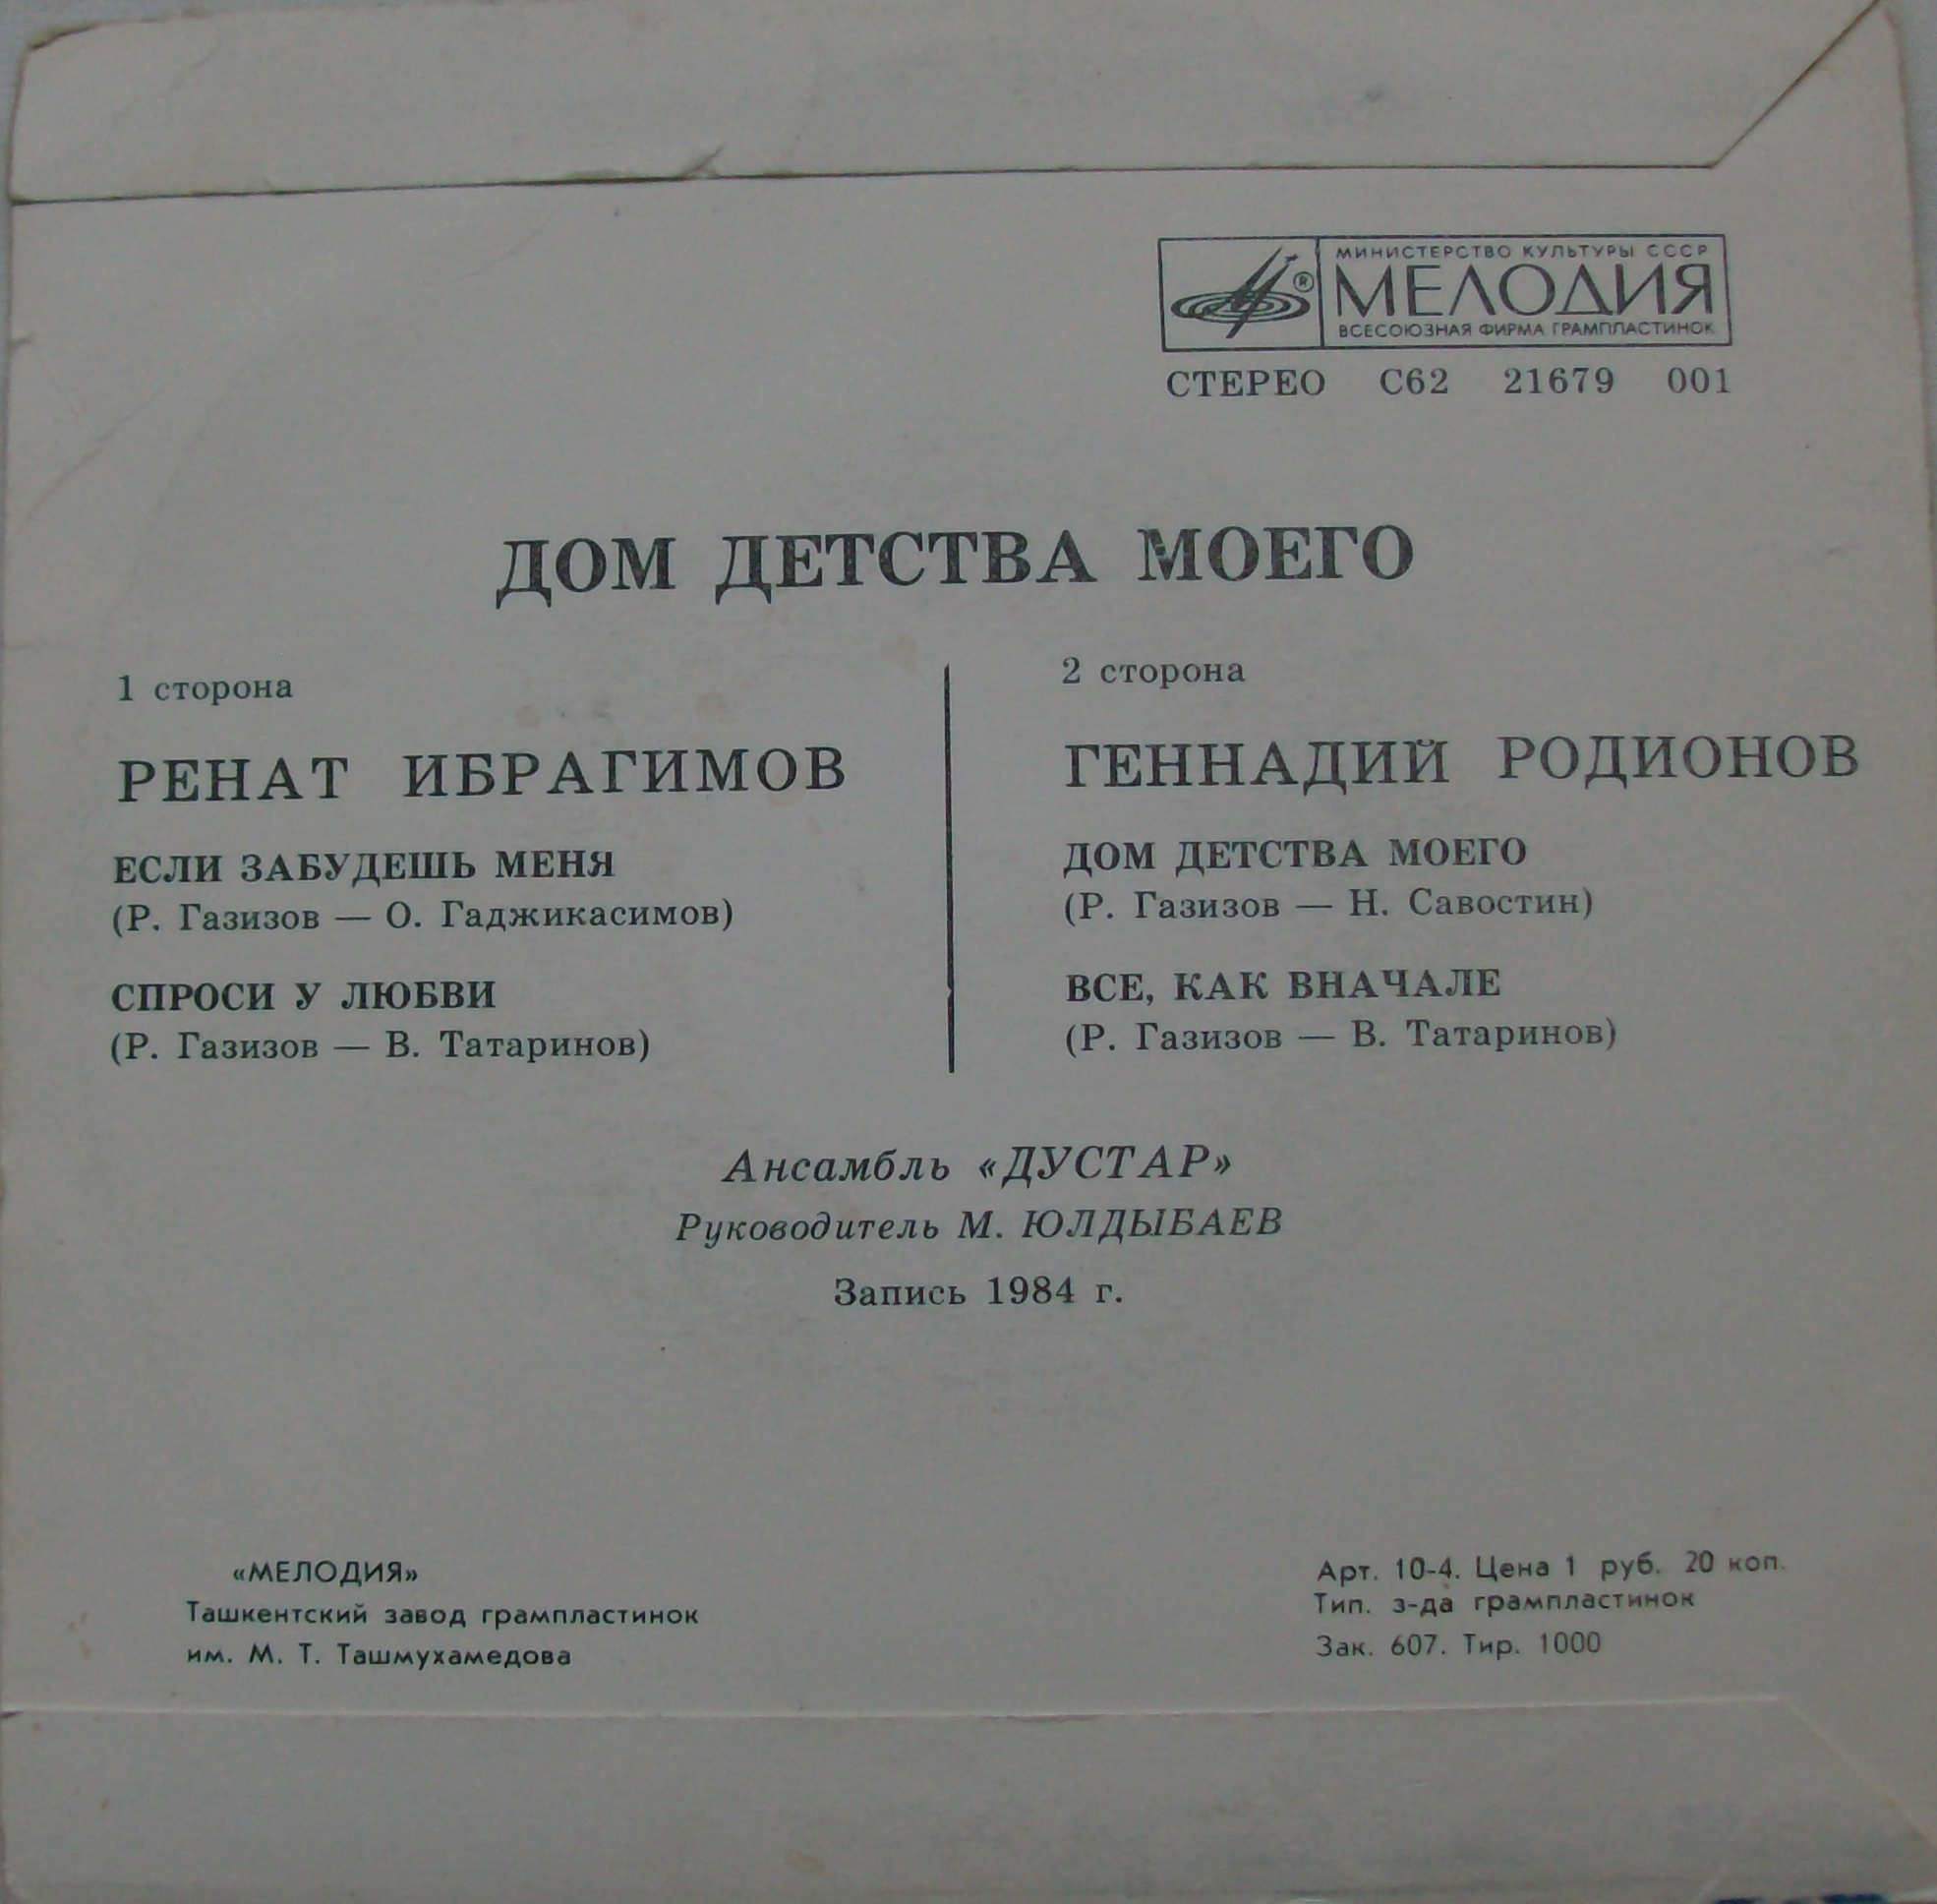 МИНИСТЕРСТВО КУЛЬТУРЫ СССР
МЕЛОДИЯ
ВСЕСОЮЗНАЯ ФИРМА ГРАМПЛАСТИНОК
СТЕРЕО С62 21679 001
ДОМ ДЕТСТВА МОЕГО
1 сторона
РЕНАТ ИБРАГИМОВ
ЕСЛИ ЗАБУДЕШЬ МЕНЯ
(Р. Газизов — О. Гаджикасимов)
СПРОСИ У ЛЮБВИ
(Р. Газизов — В. Татаринов)
2 сторона
ГЕННАДИЙ РОДИОНОВ
ДОМ ДЕТСТВА МОЕГО
(Р. Газизов — Н. Савостин)
ВСЕ, КАК ВНАЧАЛЕ
(Р. Газизов — В. Татаринов)
Ансамбль «ДУСТАР»
Руководитель М. ЮЛДЫБАЕВ
Запись 1984 г.
«МЕЛОДИЯ»
Ташкентский завод грампластинок
им. М. Т. Ташмухамедова
Арт. 10-4. Цена 1 руб. 20 коп.
Тип. з-да грампластинок
Зак. 607. Тир. 1000